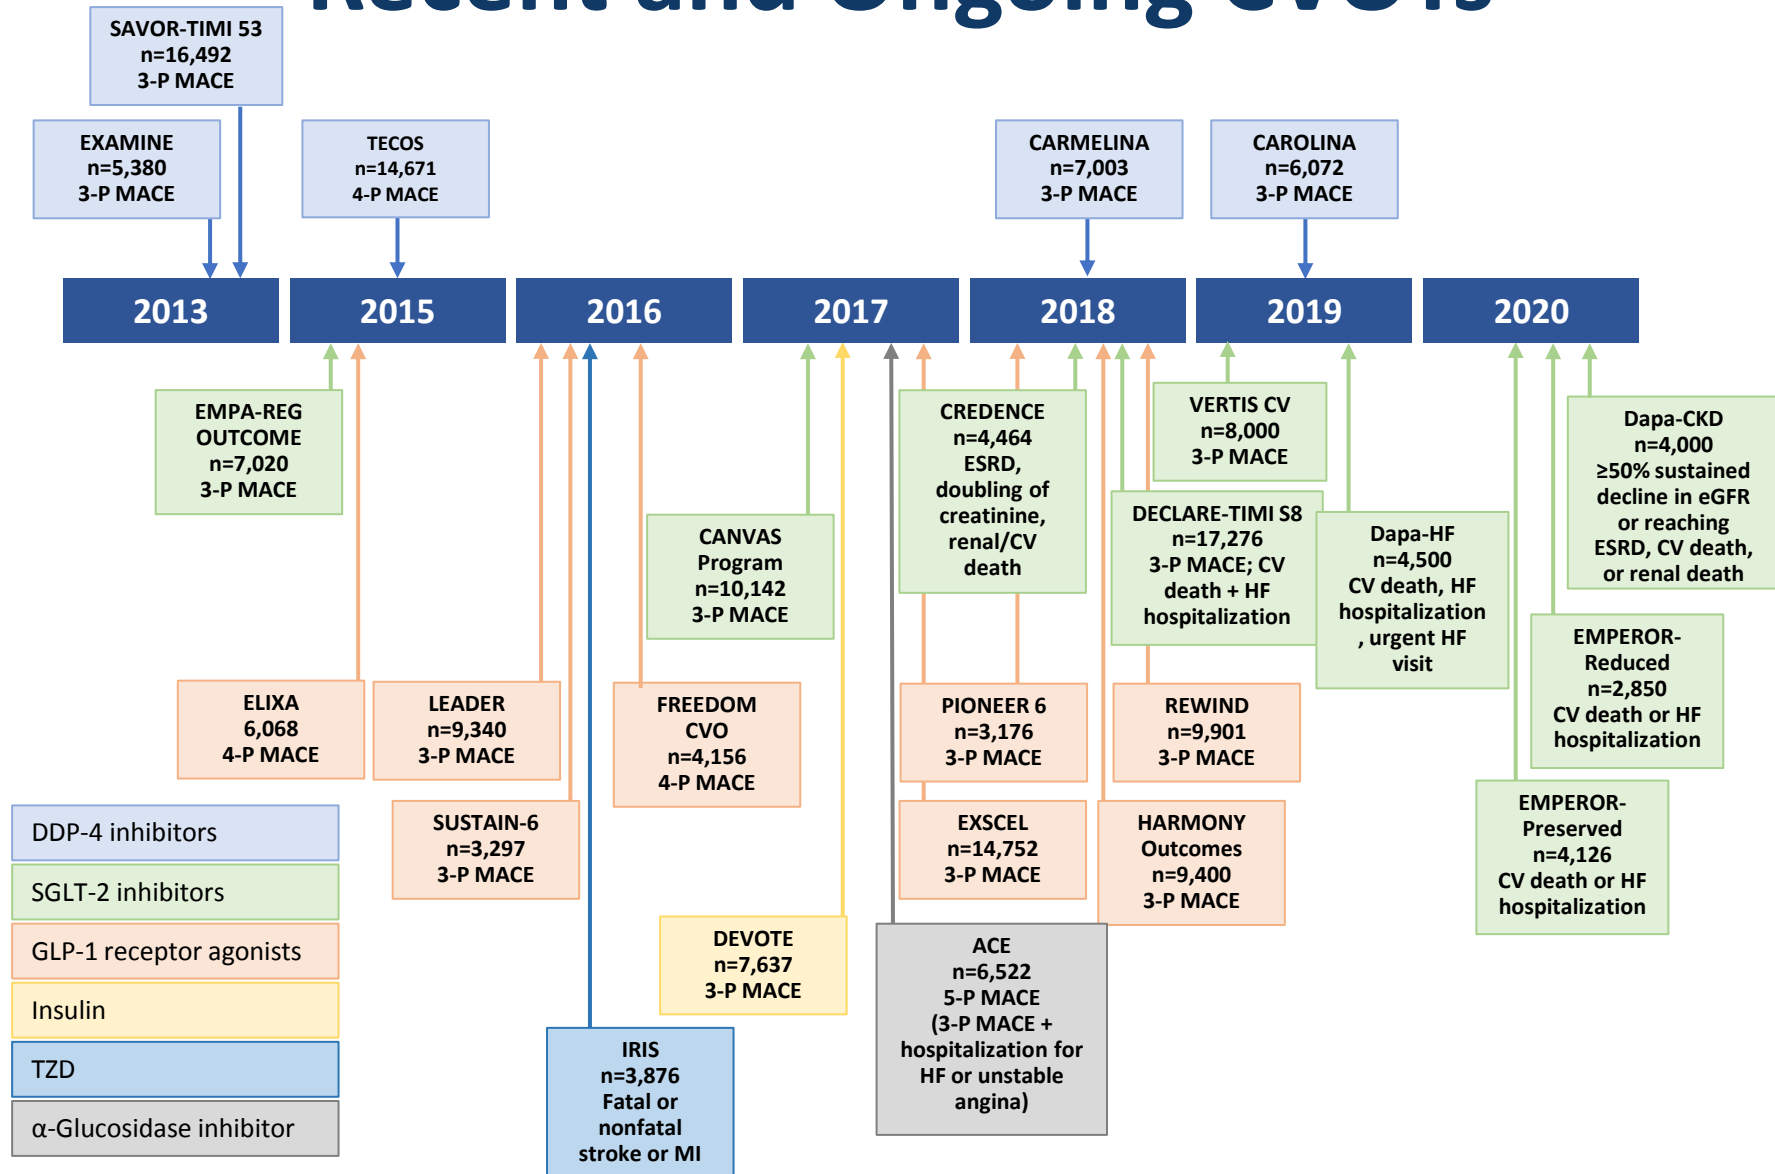 Recent and Ongoing CVOTs
SAVOR-TIMI 53
n=16,492
3-P MACE
EXAMINE
n=5,380
3-P MACE
TECOS
n=14,671
4-P MACE
CARMELINA
n=7,003
3-P MACE
CAROLINA
n=6,072
3-P MACE
2013
2015
2016
2017
2018
2019
2020
EMPA-REG
OUTCOME
n=7,020
3-P MACE
CANVAS
Program
n=10,142
3-P MACE
CREDENCE
n=4,464
ESRD,
doubling of
creatinine,
renal/CV
death
VERTIS CV
n=8,000
3-P MACE
DECLARE-TIMI S8
n=17,276
3-P MACE; CV
death + HF
hospitalization
Dapa-HF
n=4,500
CV death, HF
hospitalization
, urgent HF
visit
Dapa-CKD
n=4,000
≥50% sustained
decline in eGFR
or reaching
ESRD, CV death,
or renal death
EMPEROR-
Reduced
n=2,850
CV death or HF
hospitalization
EMPEROR-
Preserved
n=4,126
CV death or HF
hospitalization
ELIXA
6,068
4-P MACE
LEADER
n=9,340
3-P MACE
FREEDOM
CVO
n=4,156
4-P MACE
PIONEER 6
n=3,176
3-P MACE
REWIND
n=9,901
3-P MACE
SUSTAIN-6
n=3,297
3-P MACE
EXSCEL
n=14,752
3-P MACE
HARMONY
Outcomes
n=9,400
3-P MACE
DEVOTE
n=7,637
3-P MACE
ACE
n=6,522
5-P MACE
(3-P MACE +
hospitalization for
HF or unstable
angina)
IRIS
n=3,876
Fatal or
nonfatal
stroke or MI
DDP-4 inhibitors
SGLT-2 inhibitors
GLP-1 receptor agonists
Insulin
TZD
α-Glucosidase inhibitor